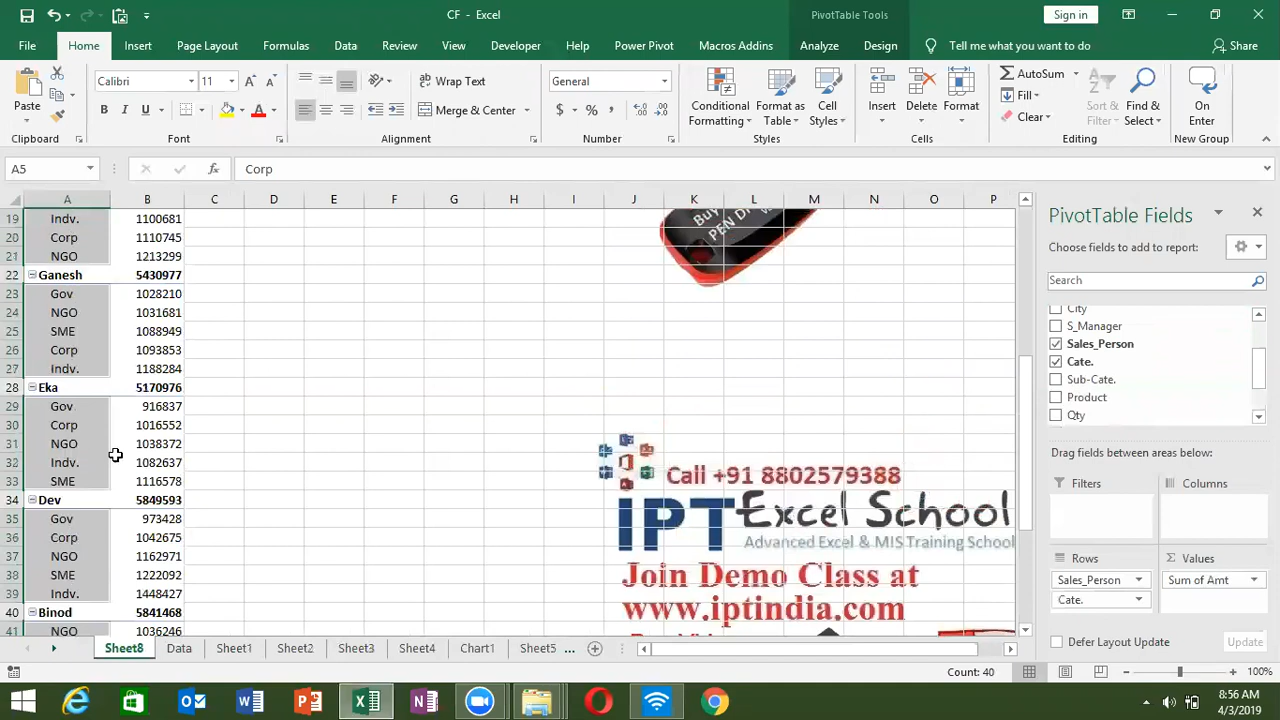 CF - Excel
PivotTable Tools
Sign in
File Home Insert Page Layout Formulas Data Review View Developer Help Power Pivot Macros Addins Analyze Design Tell me what you want to do Share
Paste
Calibri 11
B I U
Wrap Text
Merge & Center
General
$ % ,
Conditional Formatting
Format as Table
Cell Styles
Insert
Delete
Format
AutoSum
Fill
Clear
Sort & Filter
Find & Select
On Enter
Clipboard Font Alignment Number Styles Cells Editing New Group
A5 fx Corp
A B C D E F G H I J K L M N O P
19 Indv. 1100681
20 Corp 1110745
21 NGO 1213299
22 Ganesh 5430977
23 Gov 1028210
24 NGO 1031681
25 SME 1088949
26 Corp 1093853
27 Indv. 1188284
28 Eka 5170976
29 Gov 916837
30 Corp 1016552
31 NGO 1038372
32 Indv. 1082637
33 SME 1116578
34 Dev 5849593
35 Gov 973428
36 Corp 1042675
37 NGO 1162971
38 SME 1222092
39 Indv. 1448427
40 Binod 5841468
41 NGO 1036246
Buy
PEN DR
Call +91 8802579388
IPT Excel School
Advanced Excel & MIS Training School
Join Demo Class at
www.iptindia.com
PivotTable Fields
Choose fields to add to report:
Search
City
S_Manager
Sales_Person
Cate.
Sub-Cate.
Product
Qty
Drag fields between areas below:
Filters Columns
Rows Σ Values
Sales_Person Sum of Amt
Cate.
Defer Layout Update Update
Sheet8 Data Sheet1 Sheet2 Sheet3 Sheet4 Chart1 Sheet5 ...
Count: 40 100%
8:56 AM
4/3/2019